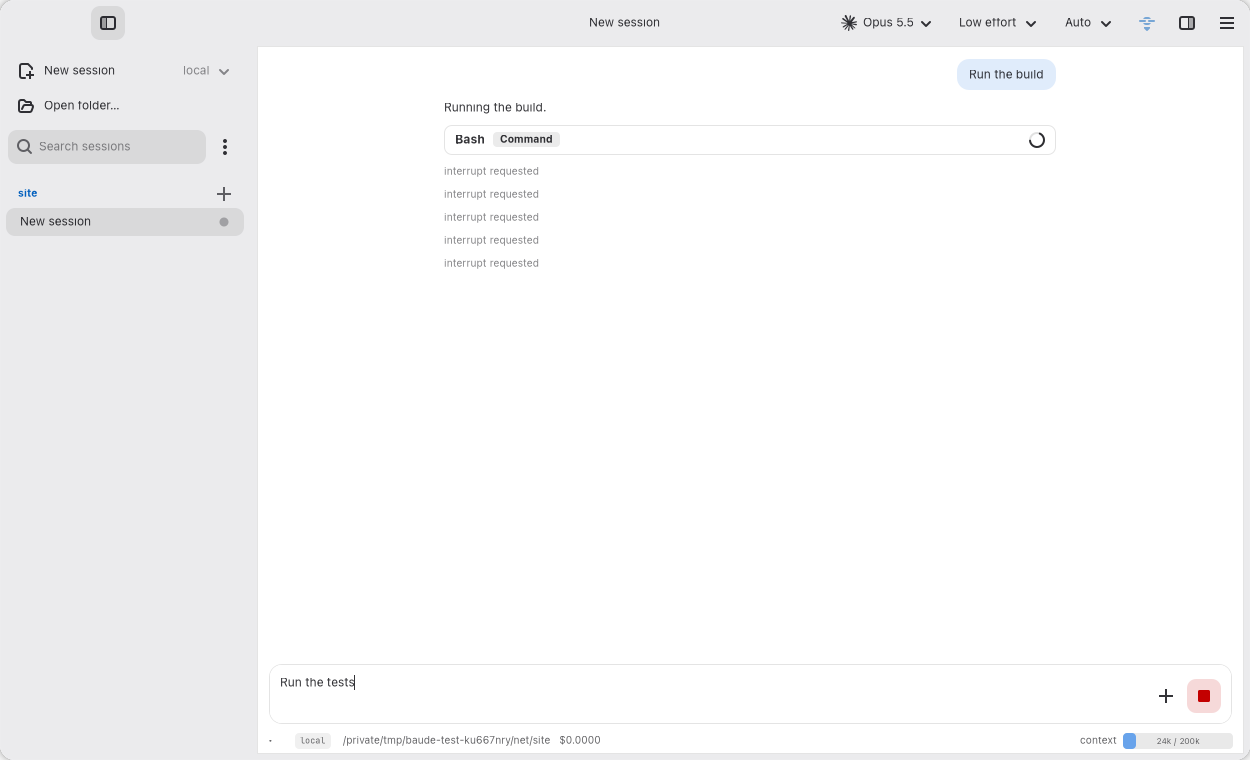 New session
Opus 5.5
Low effort
Auto
New session
local
Open folder...
Search sessions
site
New session
Run the build
Running the build.
Bash Command
interrupt requested
interrupt requested
interrupt requested
interrupt requested
interrupt requested
Run the tests
local /private/tmp/baude-test-ku667nry/net/site $0.0000
context 24k / 200k